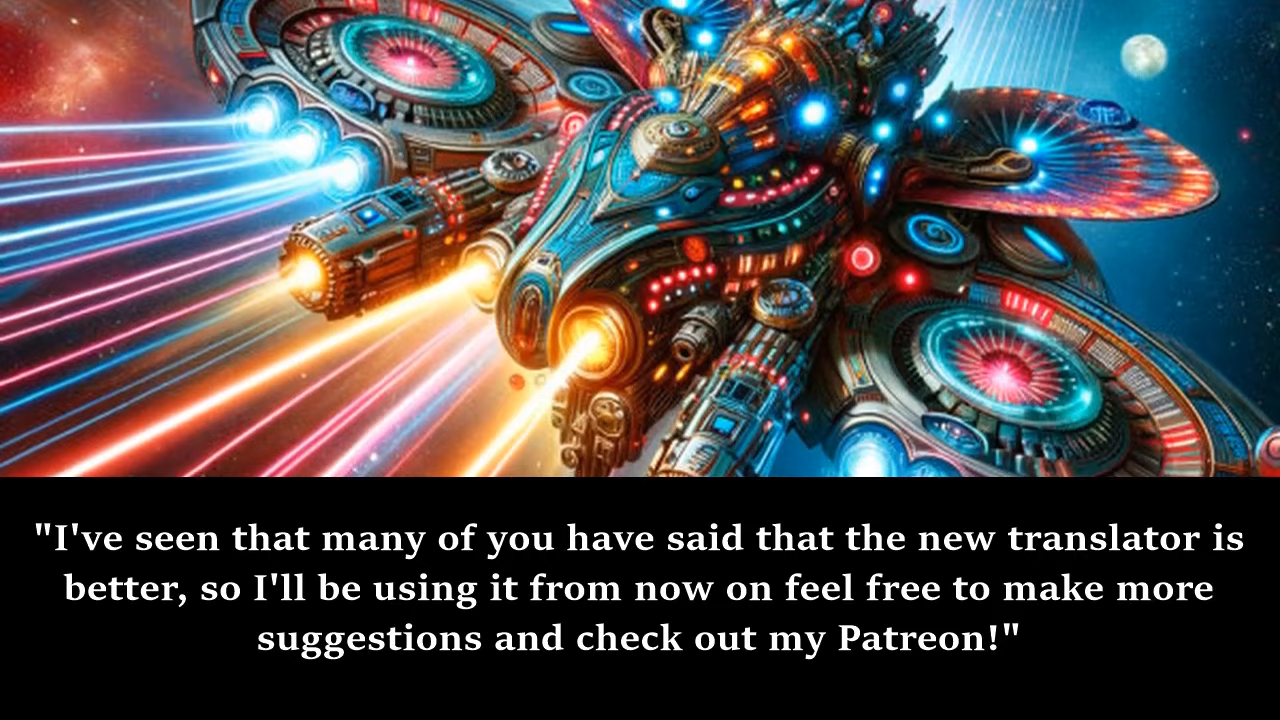 "I've seen that many of you have said that the new translator is
better, so I'll be using it from now on feel free to make more
suggestions and check out my Patreon!"